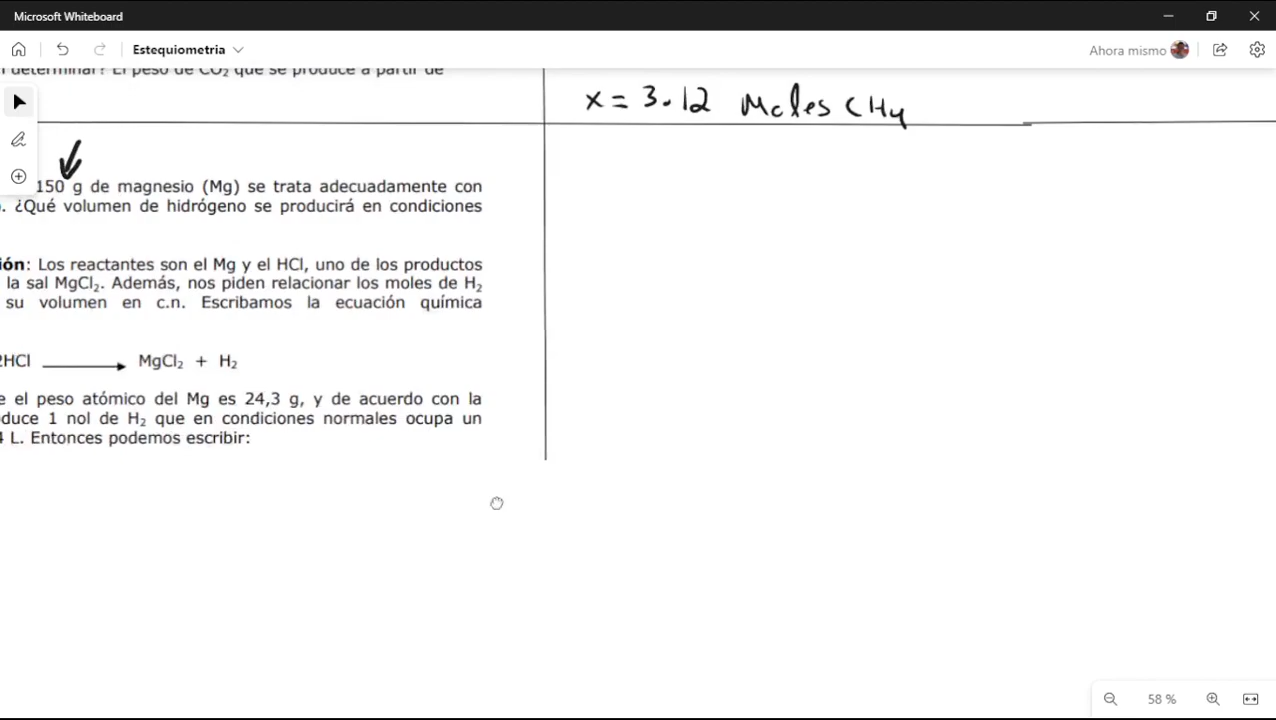 Microsoft Whiteboard
Estequiometria
Ahora mismo
determinar? El peso de CO₂ que se produce a partir de
x = 3.12 Moles CH4
150 g de magnesio (Mg) se trata adecuadamente con
. ¿Qué volumen de hidrógeno se producirá en condiciones
ón: Los reactantes son el Mg y el HCl, uno de los productos
la sal MgCl₂. Además, nos piden relacionar los moles de H₂
su volumen en c.n. Escribamos la ecuación química
2HCl → MgCl₂ + H₂
e el peso atómico del Mg es 24,3 g, y de acuerdo con la
duce 1 nol de H₂ que en condiciones normales ocupa un
4 L. Entonces podemos escribir:
58 %